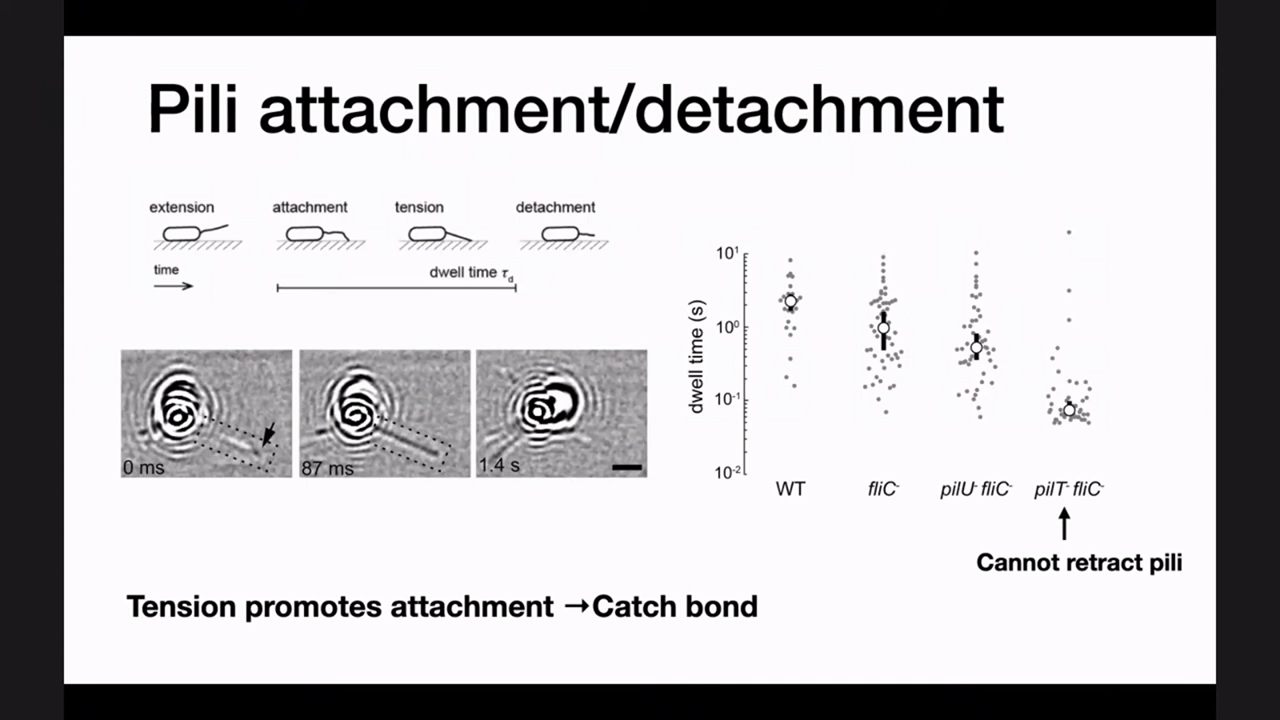 Pili attachment/detachment
extension attachment tension detachment
time
dwell time τd
0 ms
87 ms
1.4 s
dwell time (s)
10¹
10⁰
10⁻¹
10⁻²
WT fliC⁻ pilU⁻ fliC⁻ pilT⁻ fliC⁻
Cannot retract pili
Tension promotes attachment →Catch bond